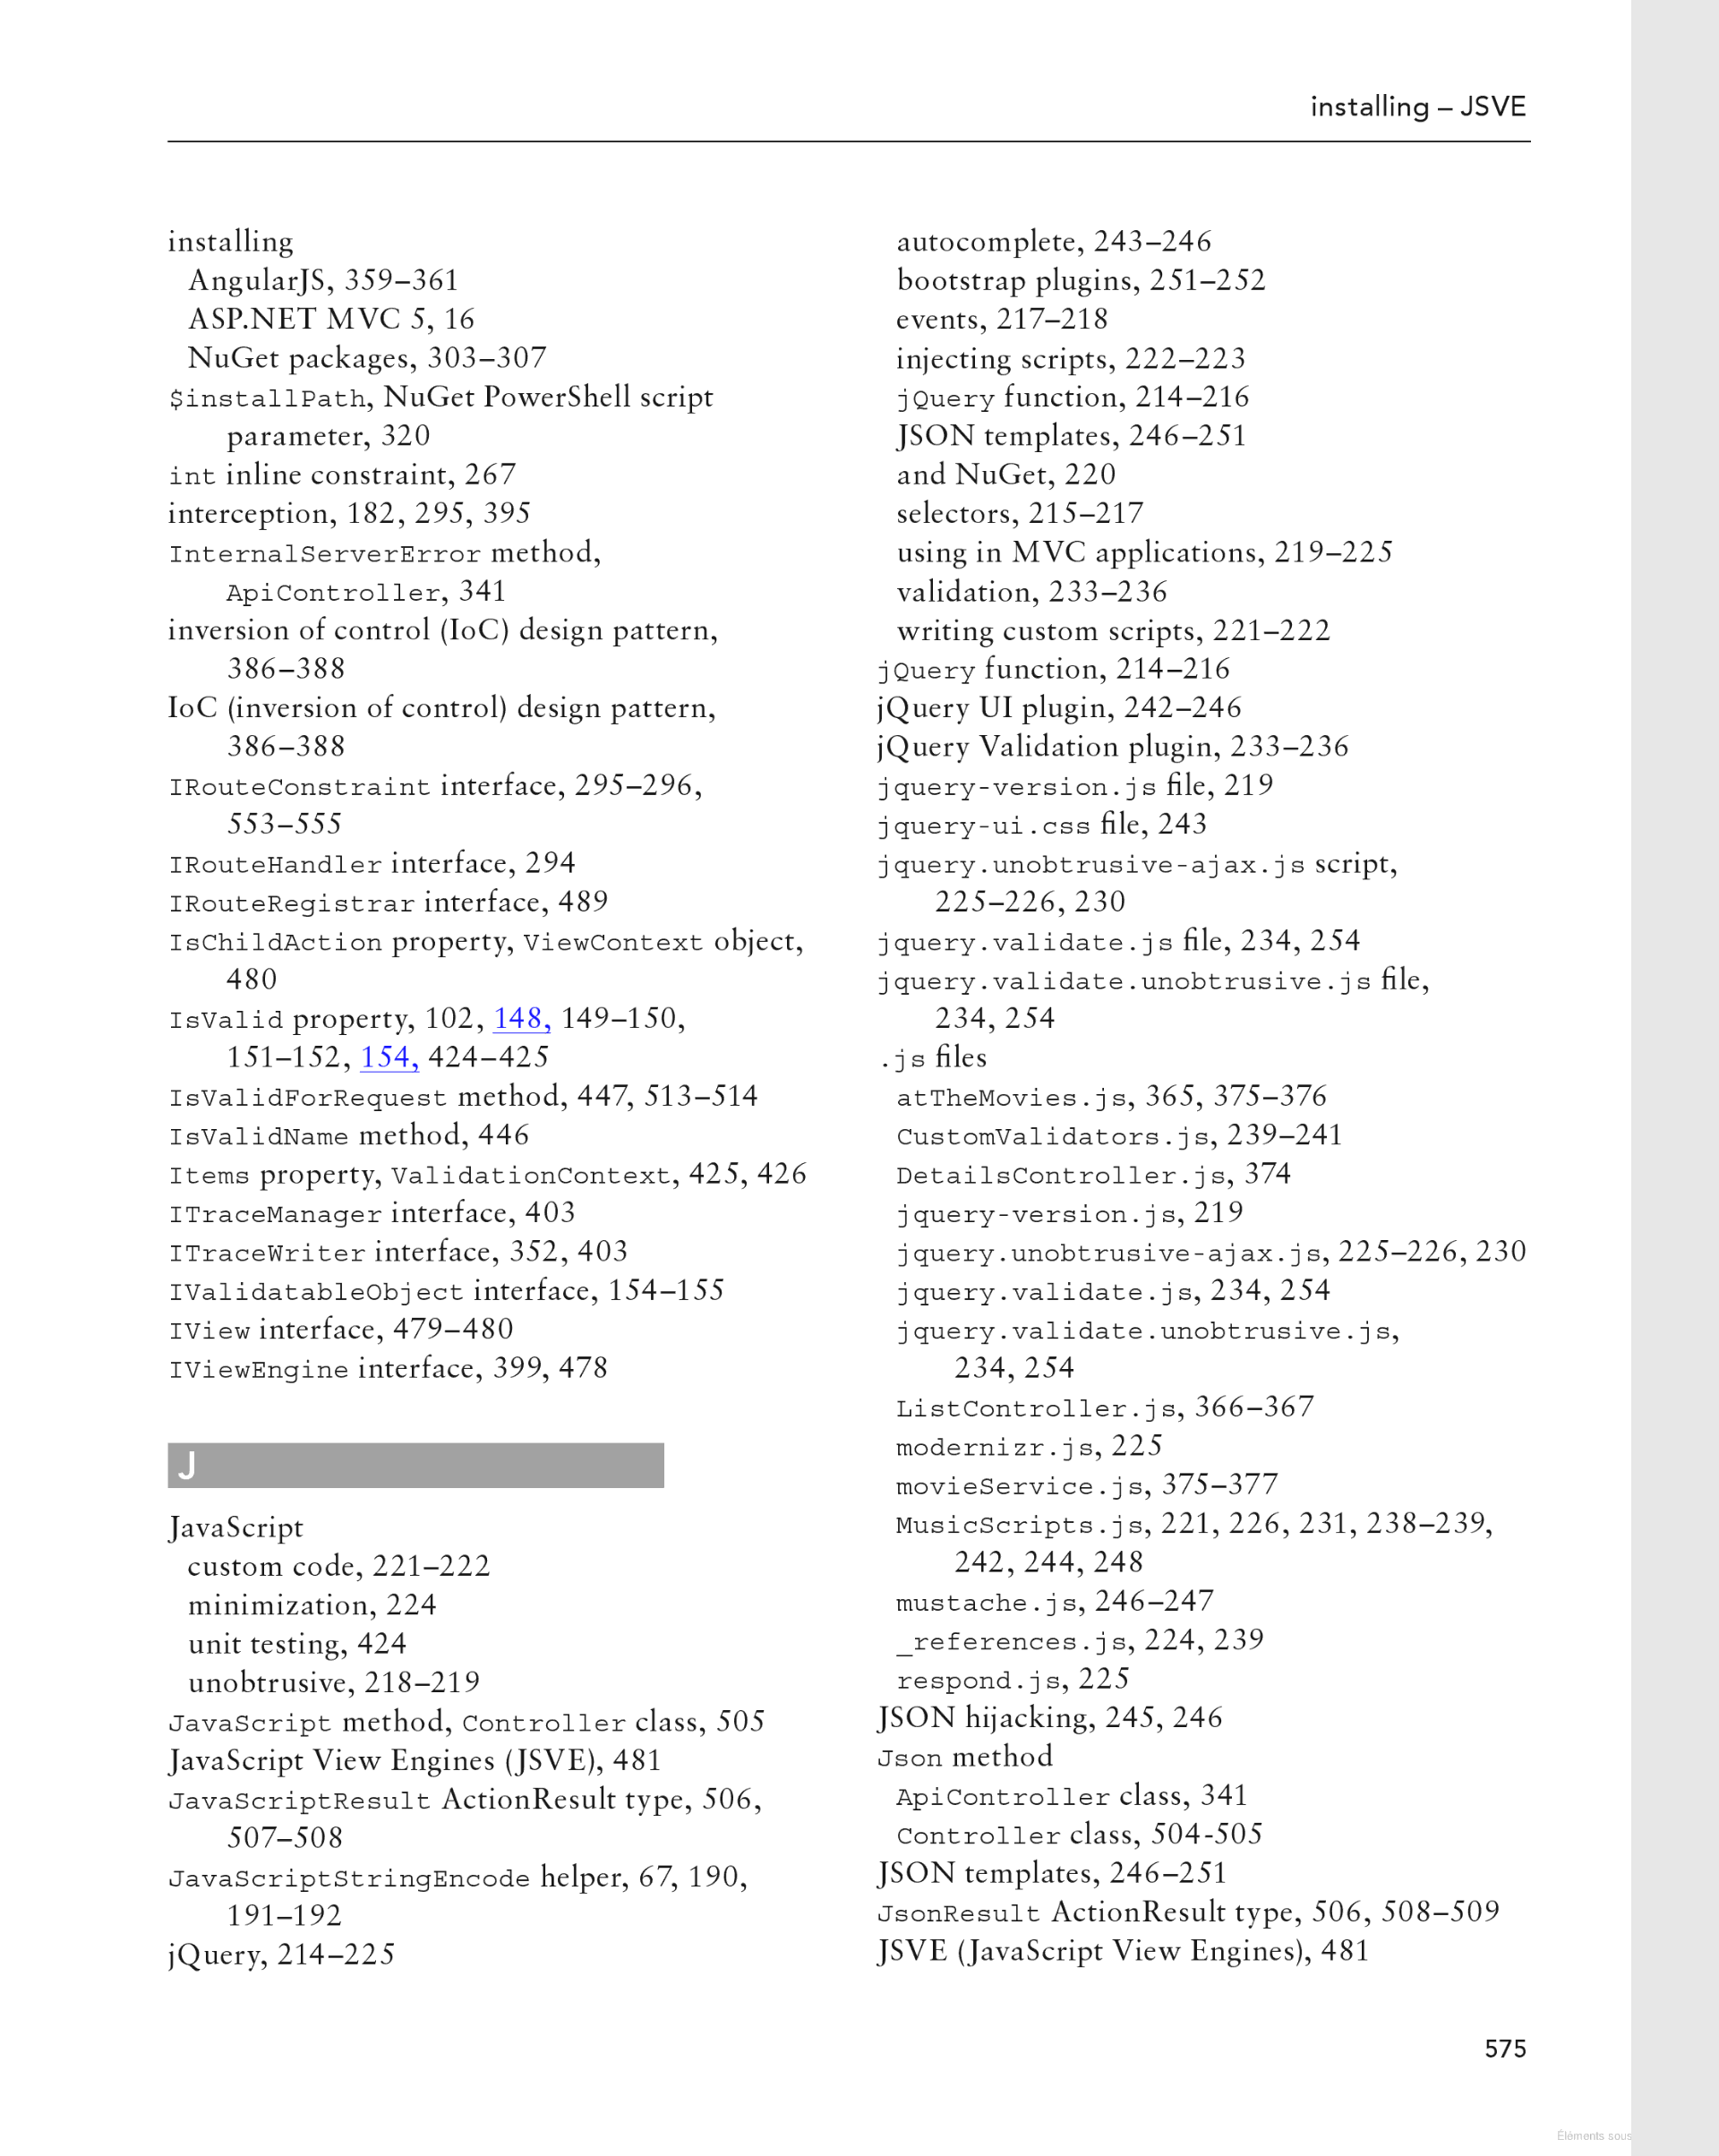 installing – JSVE
installing
AngularJS, 359–361
ASP.NET MVC 5, 16
NuGet packages, 303–307
$installPath, NuGet PowerShell script
parameter, 320
int inline constraint, 267
interception, 182, 295, 395
InternalServerError method,
ApiController, 341
inversion of control (IoC) design pattern,
386–388
IoC (inversion of control) design pattern,
386–388
IRouteConstraint interface, 295–296,
553–555
IRouteHandler interface, 294
IRouteRegistrar interface, 489
IsChildAction property, ViewContext object,
480
IsValid property, 102, 148, 149–150,
151–152, 154, 424–425
IsValidForRequest method, 447, 513–514
IsValidName method, 446
Items property, ValidationContext, 425, 426
ITraceManager interface, 403
ITraceWriter interface, 352, 403
IValidatableObject interface, 154–155
IView interface, 479–480
IViewEngine interface, 399, 478
J
JavaScript
custom code, 221–222
minimization, 224
unit testing, 424
unobtrusive, 218–219
JavaScript method, Controller class, 505
JavaScript View Engines (JSVE), 481
JavaScriptResult ActionResult type, 506,
507–508
JavaScriptStringEncode helper, 67, 190,
191–192
jQuery, 214–225
autocomplete, 243–246
bootstrap plugins, 251–252
events, 217–218
injecting scripts, 222–223
jQuery function, 214–216
JSON templates, 246–251
and NuGet, 220
selectors, 215–217
using in MVC applications, 219–225
validation, 233–236
writing custom scripts, 221–222
jQuery function, 214–216
jQuery UI plugin, 242–246
jQuery Validation plugin, 233–236
jquery-version.js file, 219
jquery-ui.css file, 243
jquery.unobtrusive-ajax.js script,
225–226, 230
jquery.validate.js file, 234, 254
jquery.validate.unobtrusive.js file,
234, 254
.js files
atTheMovies.js, 365, 375–376
CustomValidators.js, 239–241
DetailsController.js, 374
jquery-version.js, 219
jquery.unobtrusive-ajax.js, 225–226, 230
jquery.validate.js, 234, 254
jquery.validate.unobtrusive.js,
234, 254
ListController.js, 366–367
modernizr.js, 225
movieService.js, 375–377
MusicScripts.js, 221, 226, 231, 238–239,
242, 244, 248
mustache.js, 246–247
_references.js, 224, 239
respond.js, 225
JSON hijacking, 245, 246
Json method
ApiController class, 341
Controller class, 504-505
JSON templates, 246–251
JsonResult ActionResult type, 506, 508–509
JSVE (JavaScript View Engines), 481
575
Éléments sous